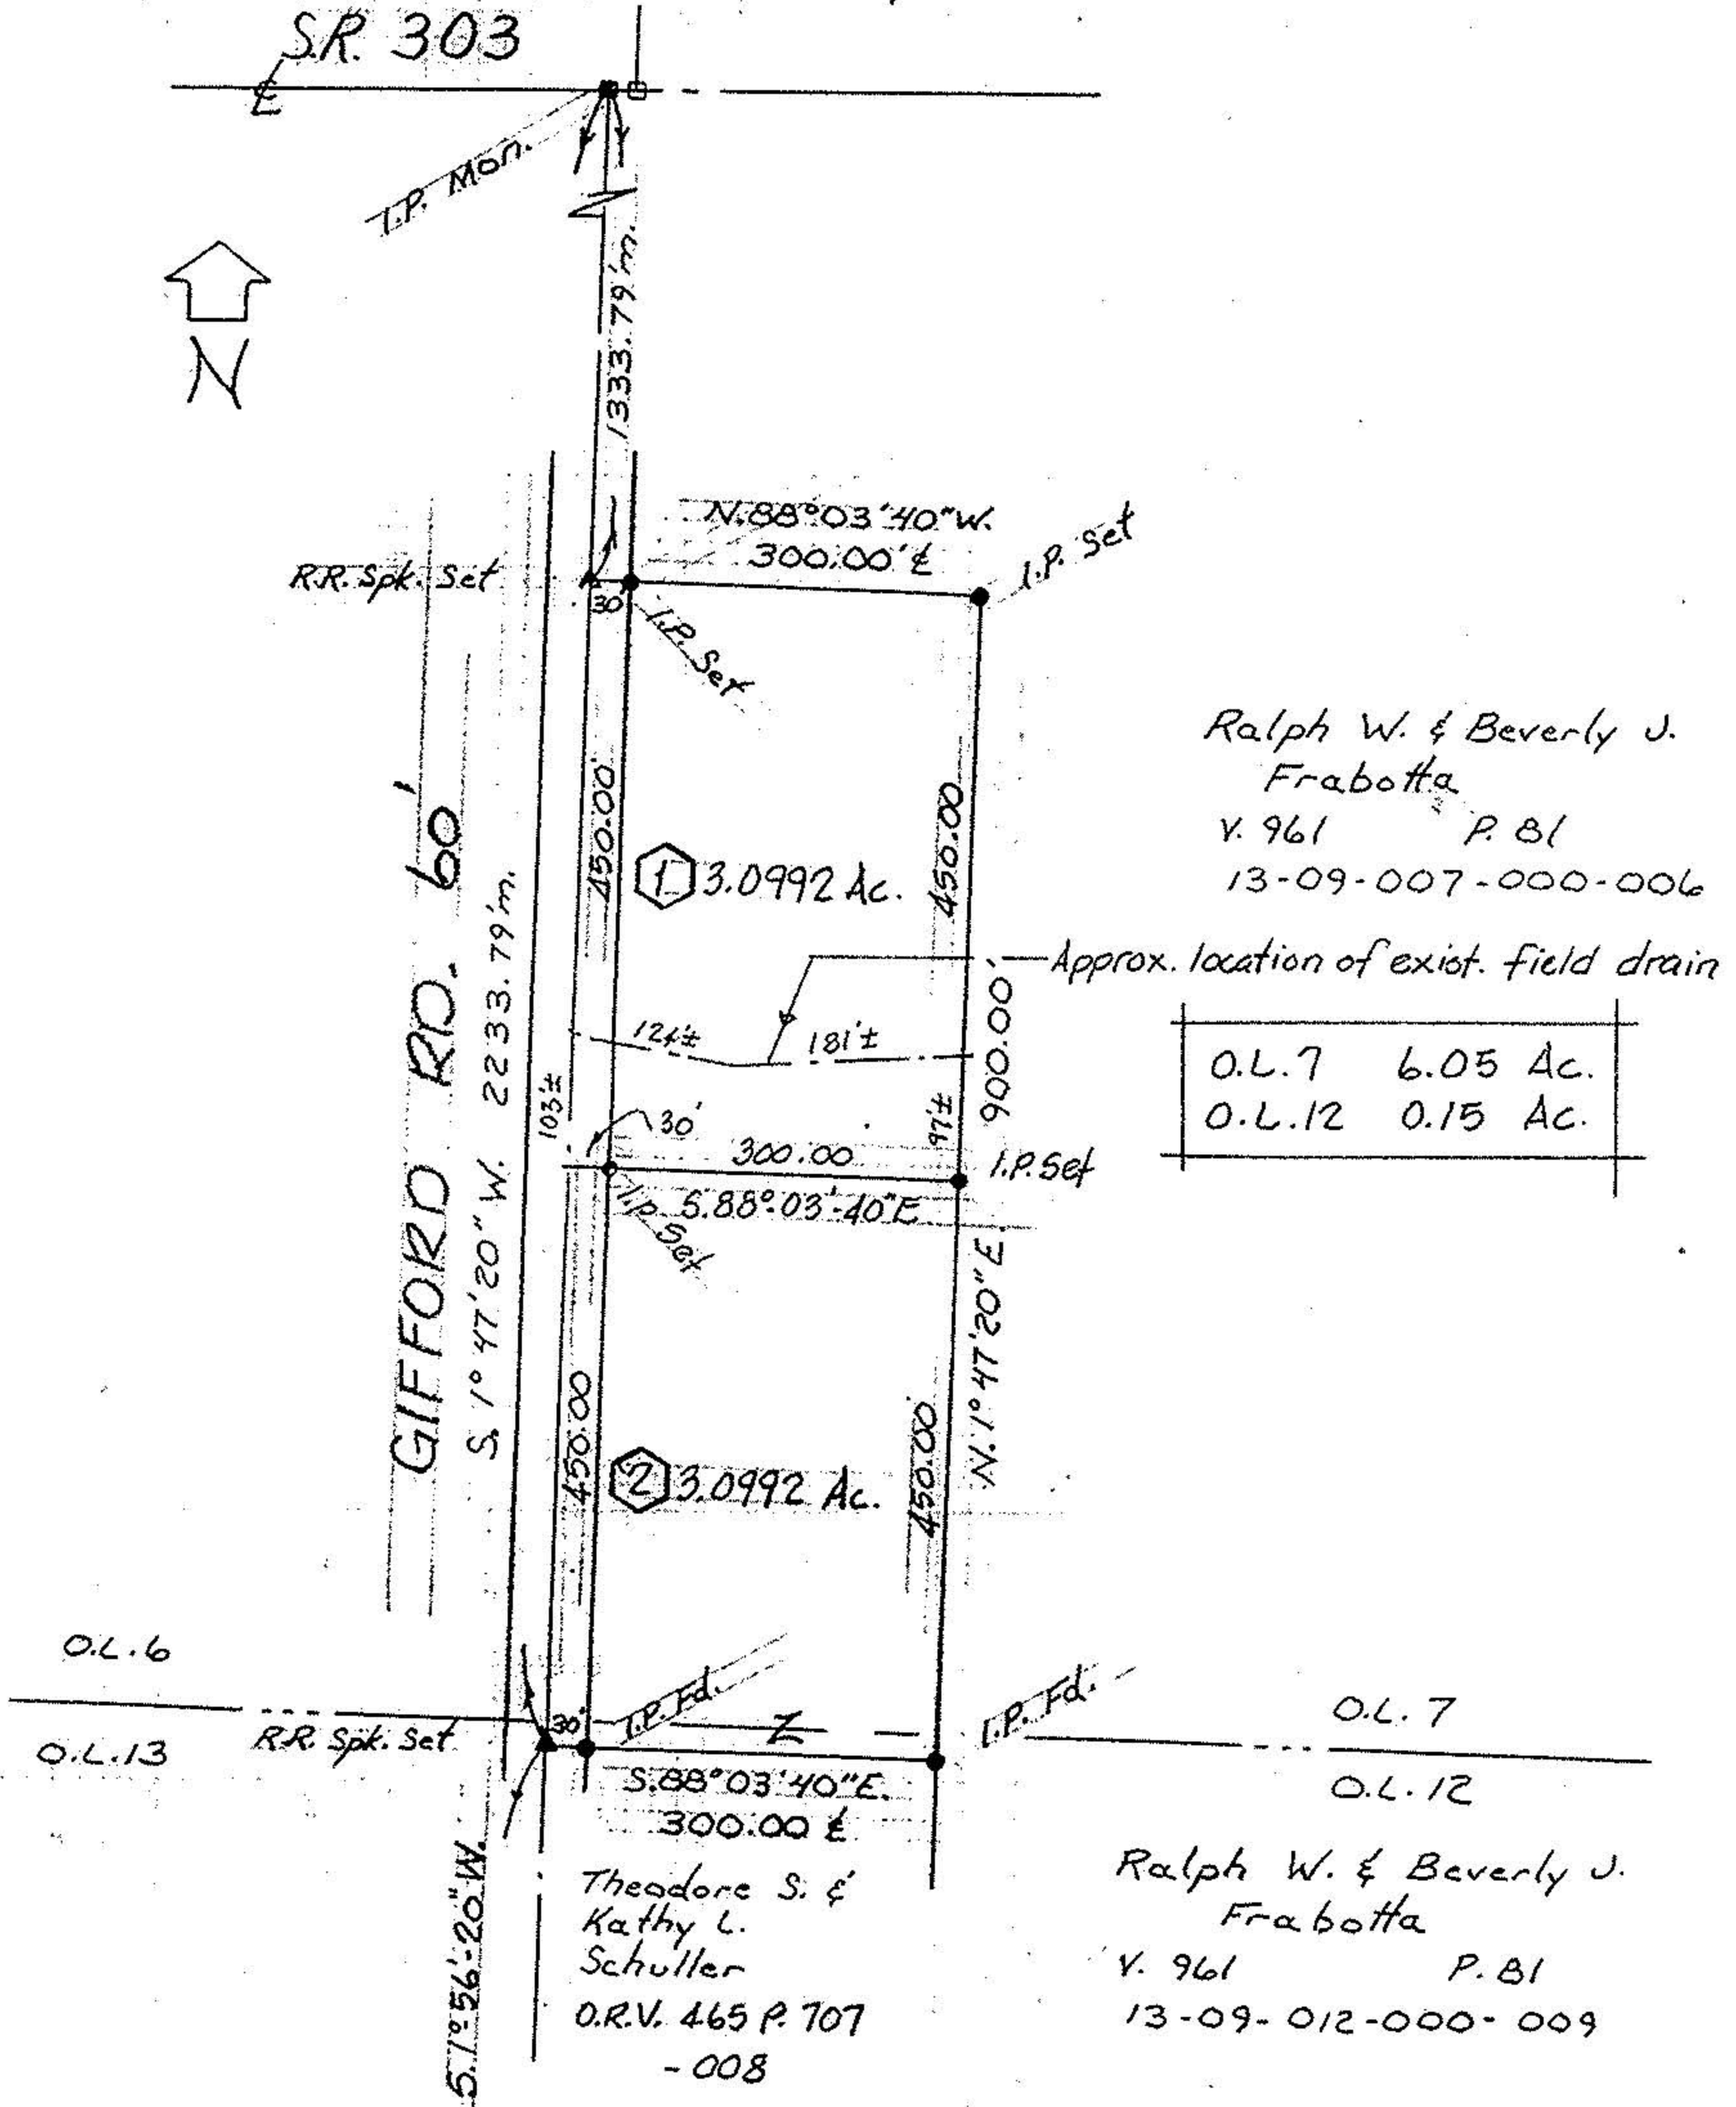 S.R. 303
℄
I.P. Mon.
N
1333.79'm.
N.88°03'40"W.
300.00' ℄
I.P. Set
R.R. Spk. Set
30'
I.P. Set
450.00'
450.00
Ralph W. & Beverly J.
Frabotta
V. 961 P. 81
13-09-007-000-006
1 3.0992 Ac.
GIFFORD RD. 60'
S. 1° 47' 20" W. 2233.79'm.
Approx. location of exist. field drain
900.00'
181'±
103'±
97'±
O.L.7 6.05 Ac.
O.L.12 0.15 Ac.
30'
300.00
I.P. Set
S.88°-03'-40"E
I.P. Set
N. 1° 47' 20" E.
450.00
450.00
2 3.0992 Ac.
O.L.6
O.L.13
R.R. Spk. Set
30'
I.P. Fd.
I.P. Fd.
O.L. 7
O.L. 12
S.88°03'40"E.
300.00 ℄
S.1°-56'-20"W.
Theodore S. &
Kathy L.
Schuller
O.R.V. 465 P. 707
-008
Ralph W. & Beverly J.
Frabotta
V. 961 P. 81
13-09-012-000-009